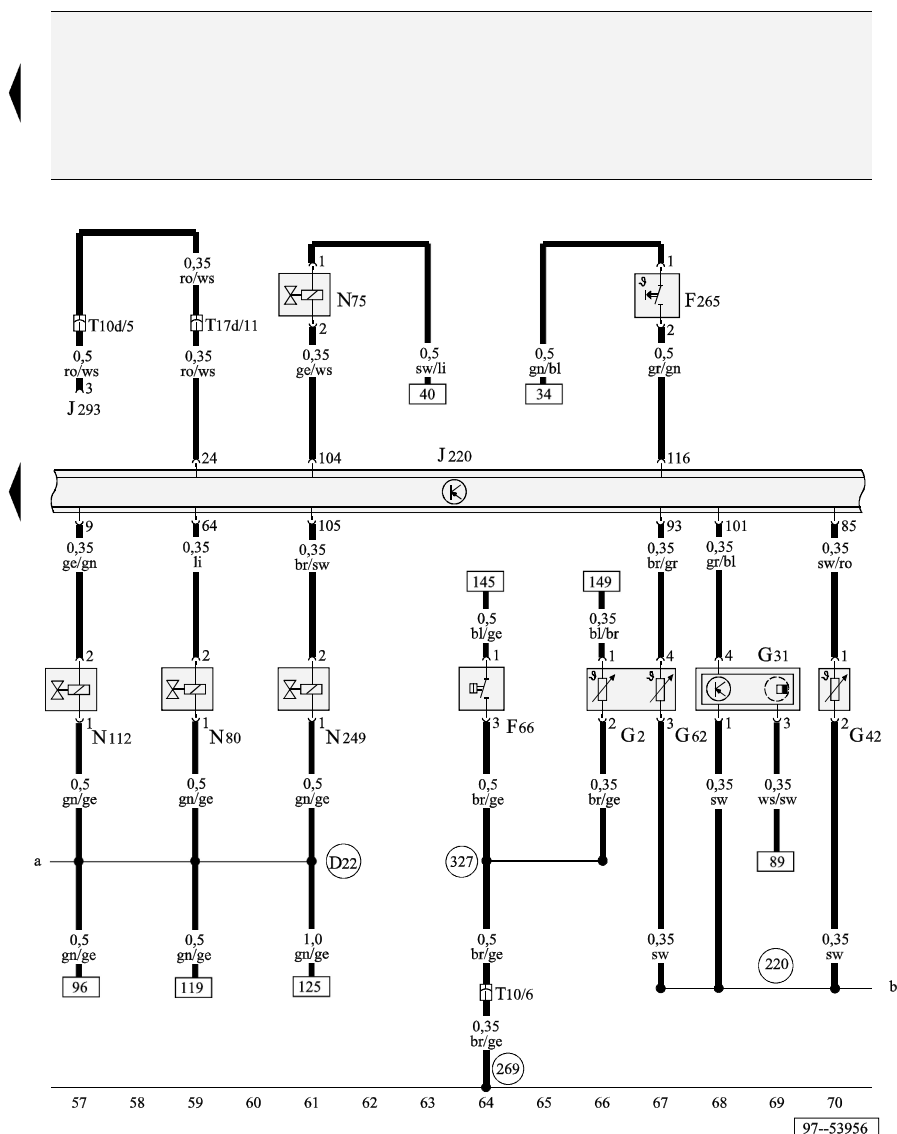 0,35
ro/ws
1
N75
1
F265
T10d/5
T17d/11
2
2
0,5
ro/ws
0,35
ro/ws
0,35
ge/ws
0,5
sw/li
0,5
gn/bl
0,5
gr/gn
3
J293
40
34
24
104
J220
116
9
64
105
93
101
85
0,35
ge/gn
0,35
li
0,35
br/sw
0,35
br/gr
0,35
gr/bl
0,35
sw/ro
145
149
0,5
bl/ge
0,35
bl/br
2
2
2
1
1
4
4
G31
1
1
N112
1
N80
1
N249
3
F66
2
G2
3
G62
1
3
2
G42
0,5
gn/ge
0,5
gn/ge
0,5
gn/ge
0,5
br/ge
0,35
br/ge
0,35
sw
ws/sw
a
D22
327
89
0,5
gn/ge
0,5
gn/ge
1,0
gn/ge
0,5
br/ge
0,35
sw
220
0,35
sw
96
119
125
T10/6
b
0,35
br/ge
269
57 58 59 60 61 62 63 64 65 66 67 68 69 70
97--53956